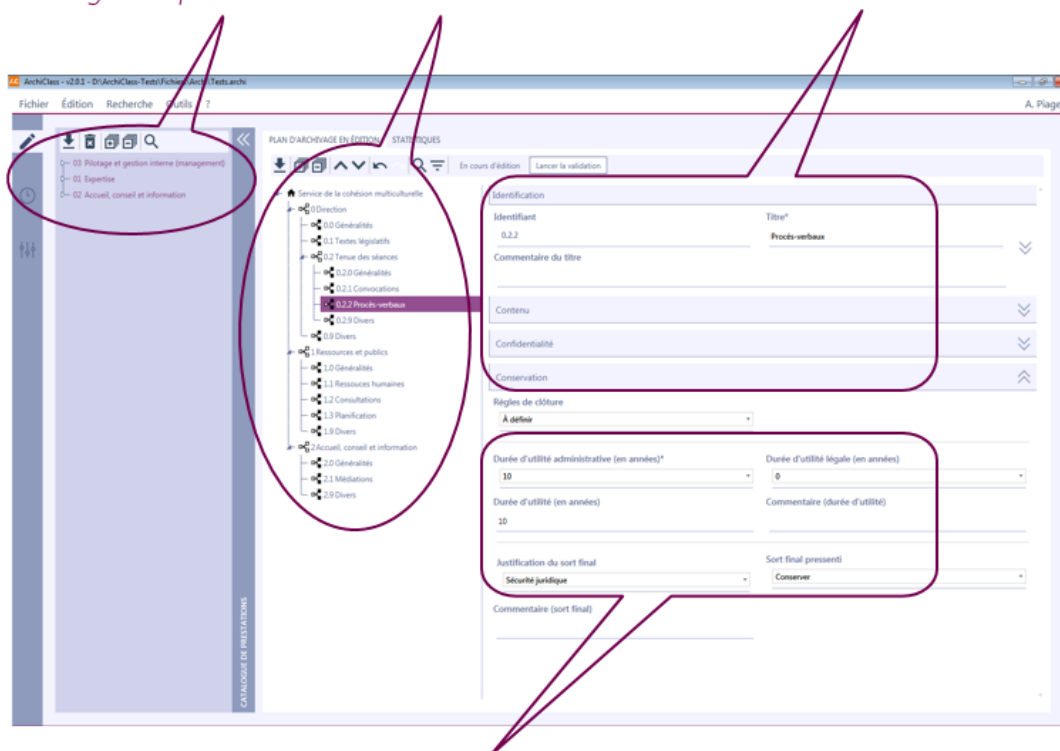 ArchiClass - v2.0.1 - D:\ArchiClass-Tests\Fichiers\Archi\Tests.archi
Fichier Édition Recherche Outils ?
A. Piage
PLAN D'ARCHIVAGE EN ÉDITION STATISTIQUES
03 Pilotage et gestion interne (management)
01 Expertise
02 Accueil, conseil et information
En cours d'édition Lancer la validation
Service de la cohésion multiculturelle
0 Direction
0.0 Généralités
0.1 Textes législatifs
0.2 Tenue des séances
0.2.0 Généralités
0.2.1 Convocations
0.2.2 Procès-verbaux
0.2.9 Divers
0.9 Divers
1 Ressources et publics
1.0 Généralités
1.1 Ressouces humaines
1.2 Consultations
1.3 Planification
1.9 Divers
2 Accueil, conseil et information
2.0 Généralités
2.1 Médiations
2.9 Divers
CATALOGUE DE PRESTATIONS
Identification
Identifiant Titre*
0.2.2 Procès-verbaux
Commentaire du titre
Contenu
Confidentialité
Conservation
Règles de clôture
À définir
Durée d'utilité administrative (en années)* Durée d'utilité légale (en années)
10 0
Durée d'utilité (en années) Commentaire (durée d'utilité)
10
Justification du sort final Sort final pressenti
Sécurité juridique Conserver
Commentaire (sort final)